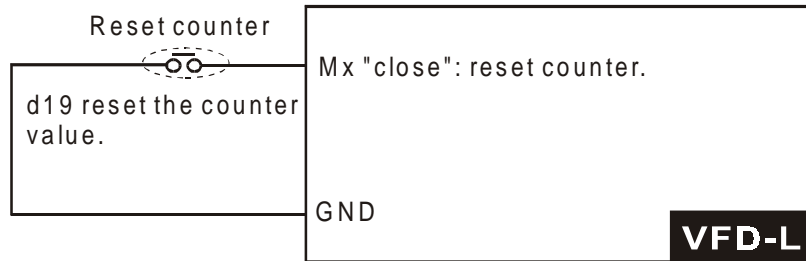 Reset counter
Mx "close": reset counter.
d19 reset the counter
value.
GND
VFD-L